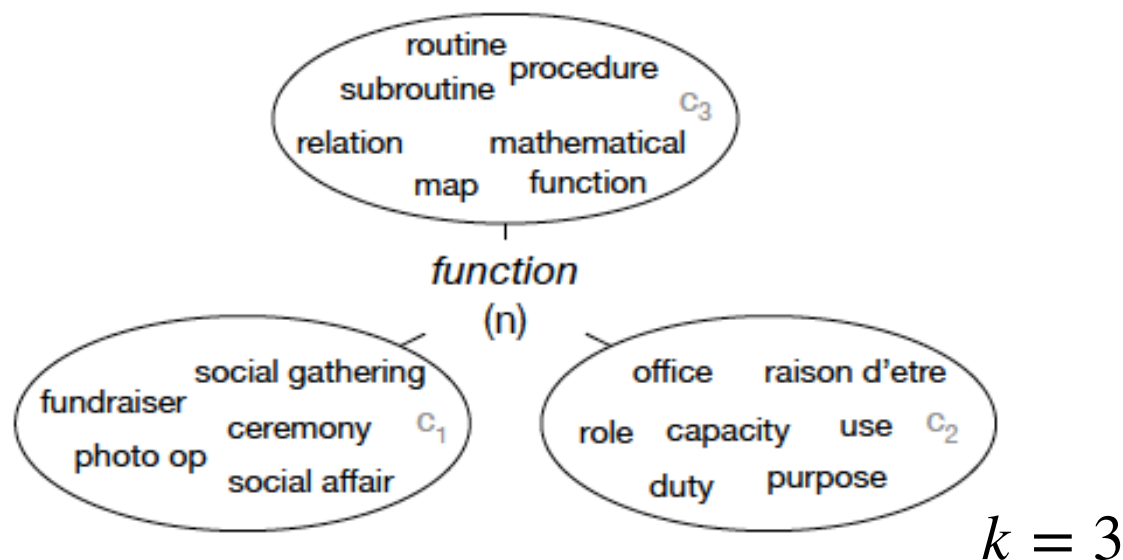 routine
procedure
subroutine
c3
relation
mathematical
function
map
function
(n)
social gathering
fundraiser
ceremony
c1
photo op
social affair
office
raison d'etre
role
capacity
use
c2
duty
purpose
k = 3